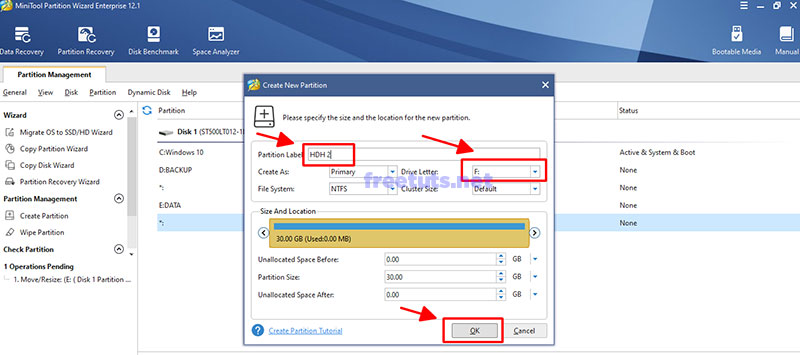 MiniTool Partition Wizard Enterprise 12.1
Data Recovery Partition Recovery Disk Benchmark Space Analyzer Bootable Media Manual
Partition Management
General View Disk Partition Dynamic Disk Help
Wizard
Migrate OS to SSD/HD Wizard
Copy Partition Wizard
Copy Disk Wizard
Partition Recovery Wizard
Partition Management
Create Partition
Wipe Partition
Check Partition
1 Operations Pending
1. Move/Resize: (E: ( Disk 1 Partition
Partition Status
Disk 1 (ST500LT012-1
C:Windows 10 Active & System & Boot
D:BACKUP None
*: None
E:DATA None
*: None
Create New Partition
Please specify the size and the location for the new partition.
Partition Label: HDH 2
Create As: Primary Drive Letter: F:
File System: NTFS Cluster Size: Default
freetuts.net
Size And Location
30.00 GB (Used:0.00 MB)
Unallocated Space Before: 0.00 GB
Partition Size: 30.00 GB
Unallocated Space After: 0.00 GB
Create Partition Tutorial OK Cancel